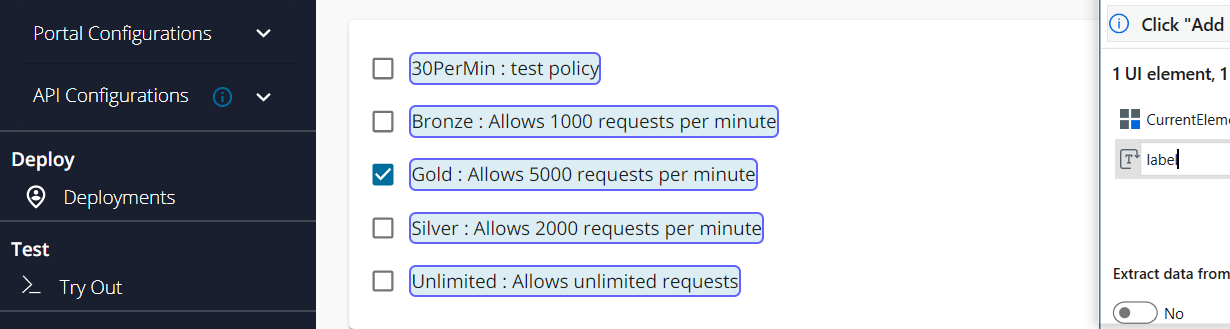 Portal Configurations
API Configurations
Deploy
Deployments
Test
Try Out
30PerMin : test policy
Bronze : Allows 1000 requests per minute
Gold : Allows 5000 requests per minute
Silver : Allows 2000 requests per minute
Unlimited : Allows unlimited requests
Click "Add
1 UI element, 1
CurrentEleme
label
Extract data from
No